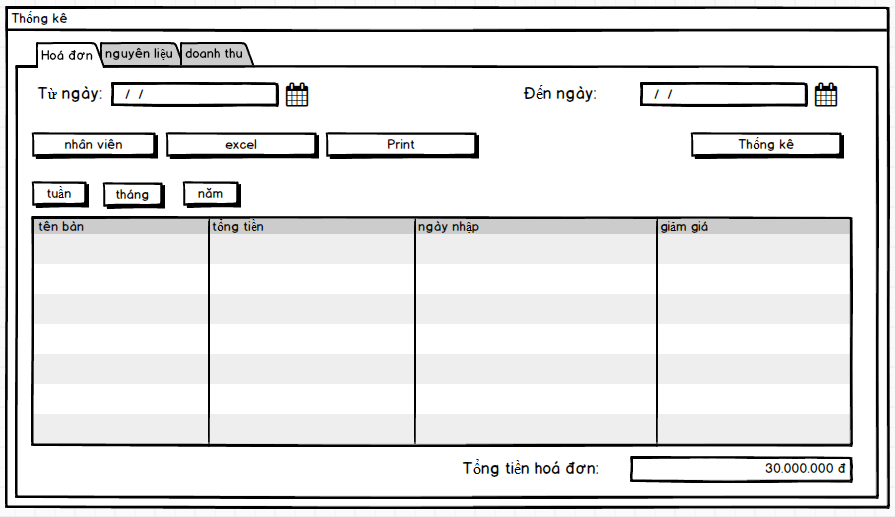 Thống kê
Hoá đơn nguyên liệu doanh thu
Từ ngày: / / Đến ngày: / /
nhân viên excel Print Thống kê
tuần tháng năm
tên bàn tổng tiền ngày nhập giảm giá
Tổng tiền hoá đơn: 30.000.000 đ